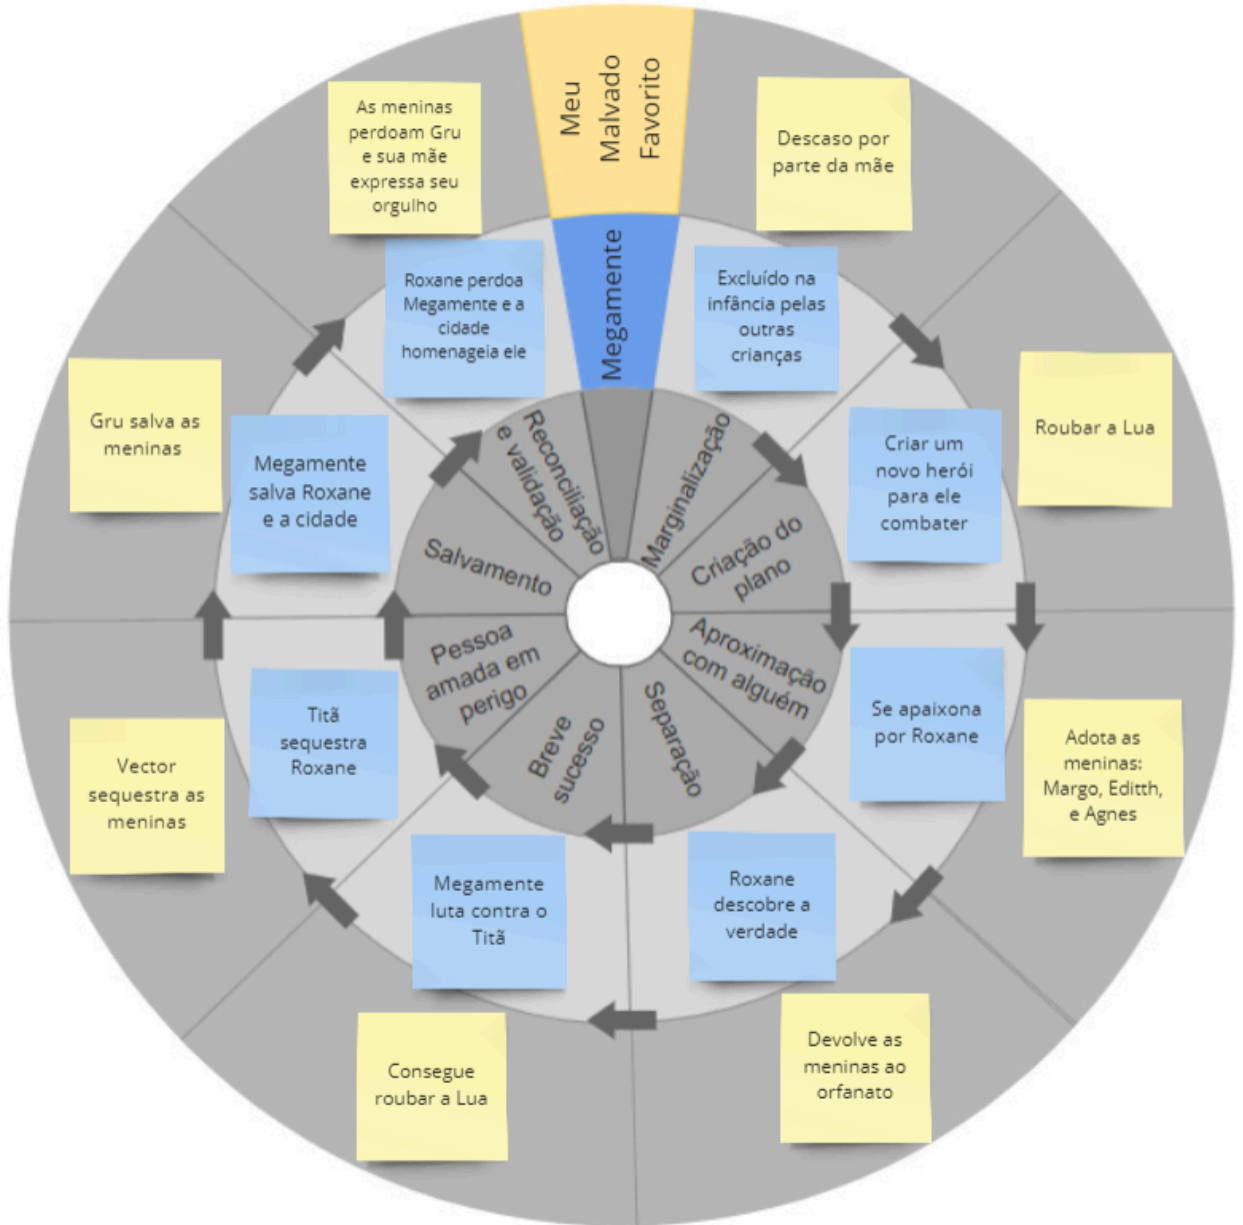 Meu
Malvado
Favorito
Megamente
Descaso por
parte da mãe
Roubar a Lua
Adota as
meninas:
Margo, Editth,
e Agnes
Devolve as
meninas ao
orfanato
Consegue
roubar a Lua
Vector
sequestra as
meninas
Gru salva as
meninas
As meninas
perdoam Gru
e sua mãe
expressa seu
orgulho
Excluído na
infância pelas
outras
crianças
Criar um
novo herói
para ele
combater
Se apaixona
por Roxane
Roxane
descobre a
verdade
Megamente
luta contra o
Titã
Titã
sequestra
Roxane
Megamente
salva Roxane
e a cidade
Roxane perdoa
Megamente e a
cidade
homenageia ele
Marginalização
Criação do
plano
Aproximação
com alguém
Separação
Breve
sucesso
Pessoa
amada em
perigo
Salvamento
Reconciliação
e validação